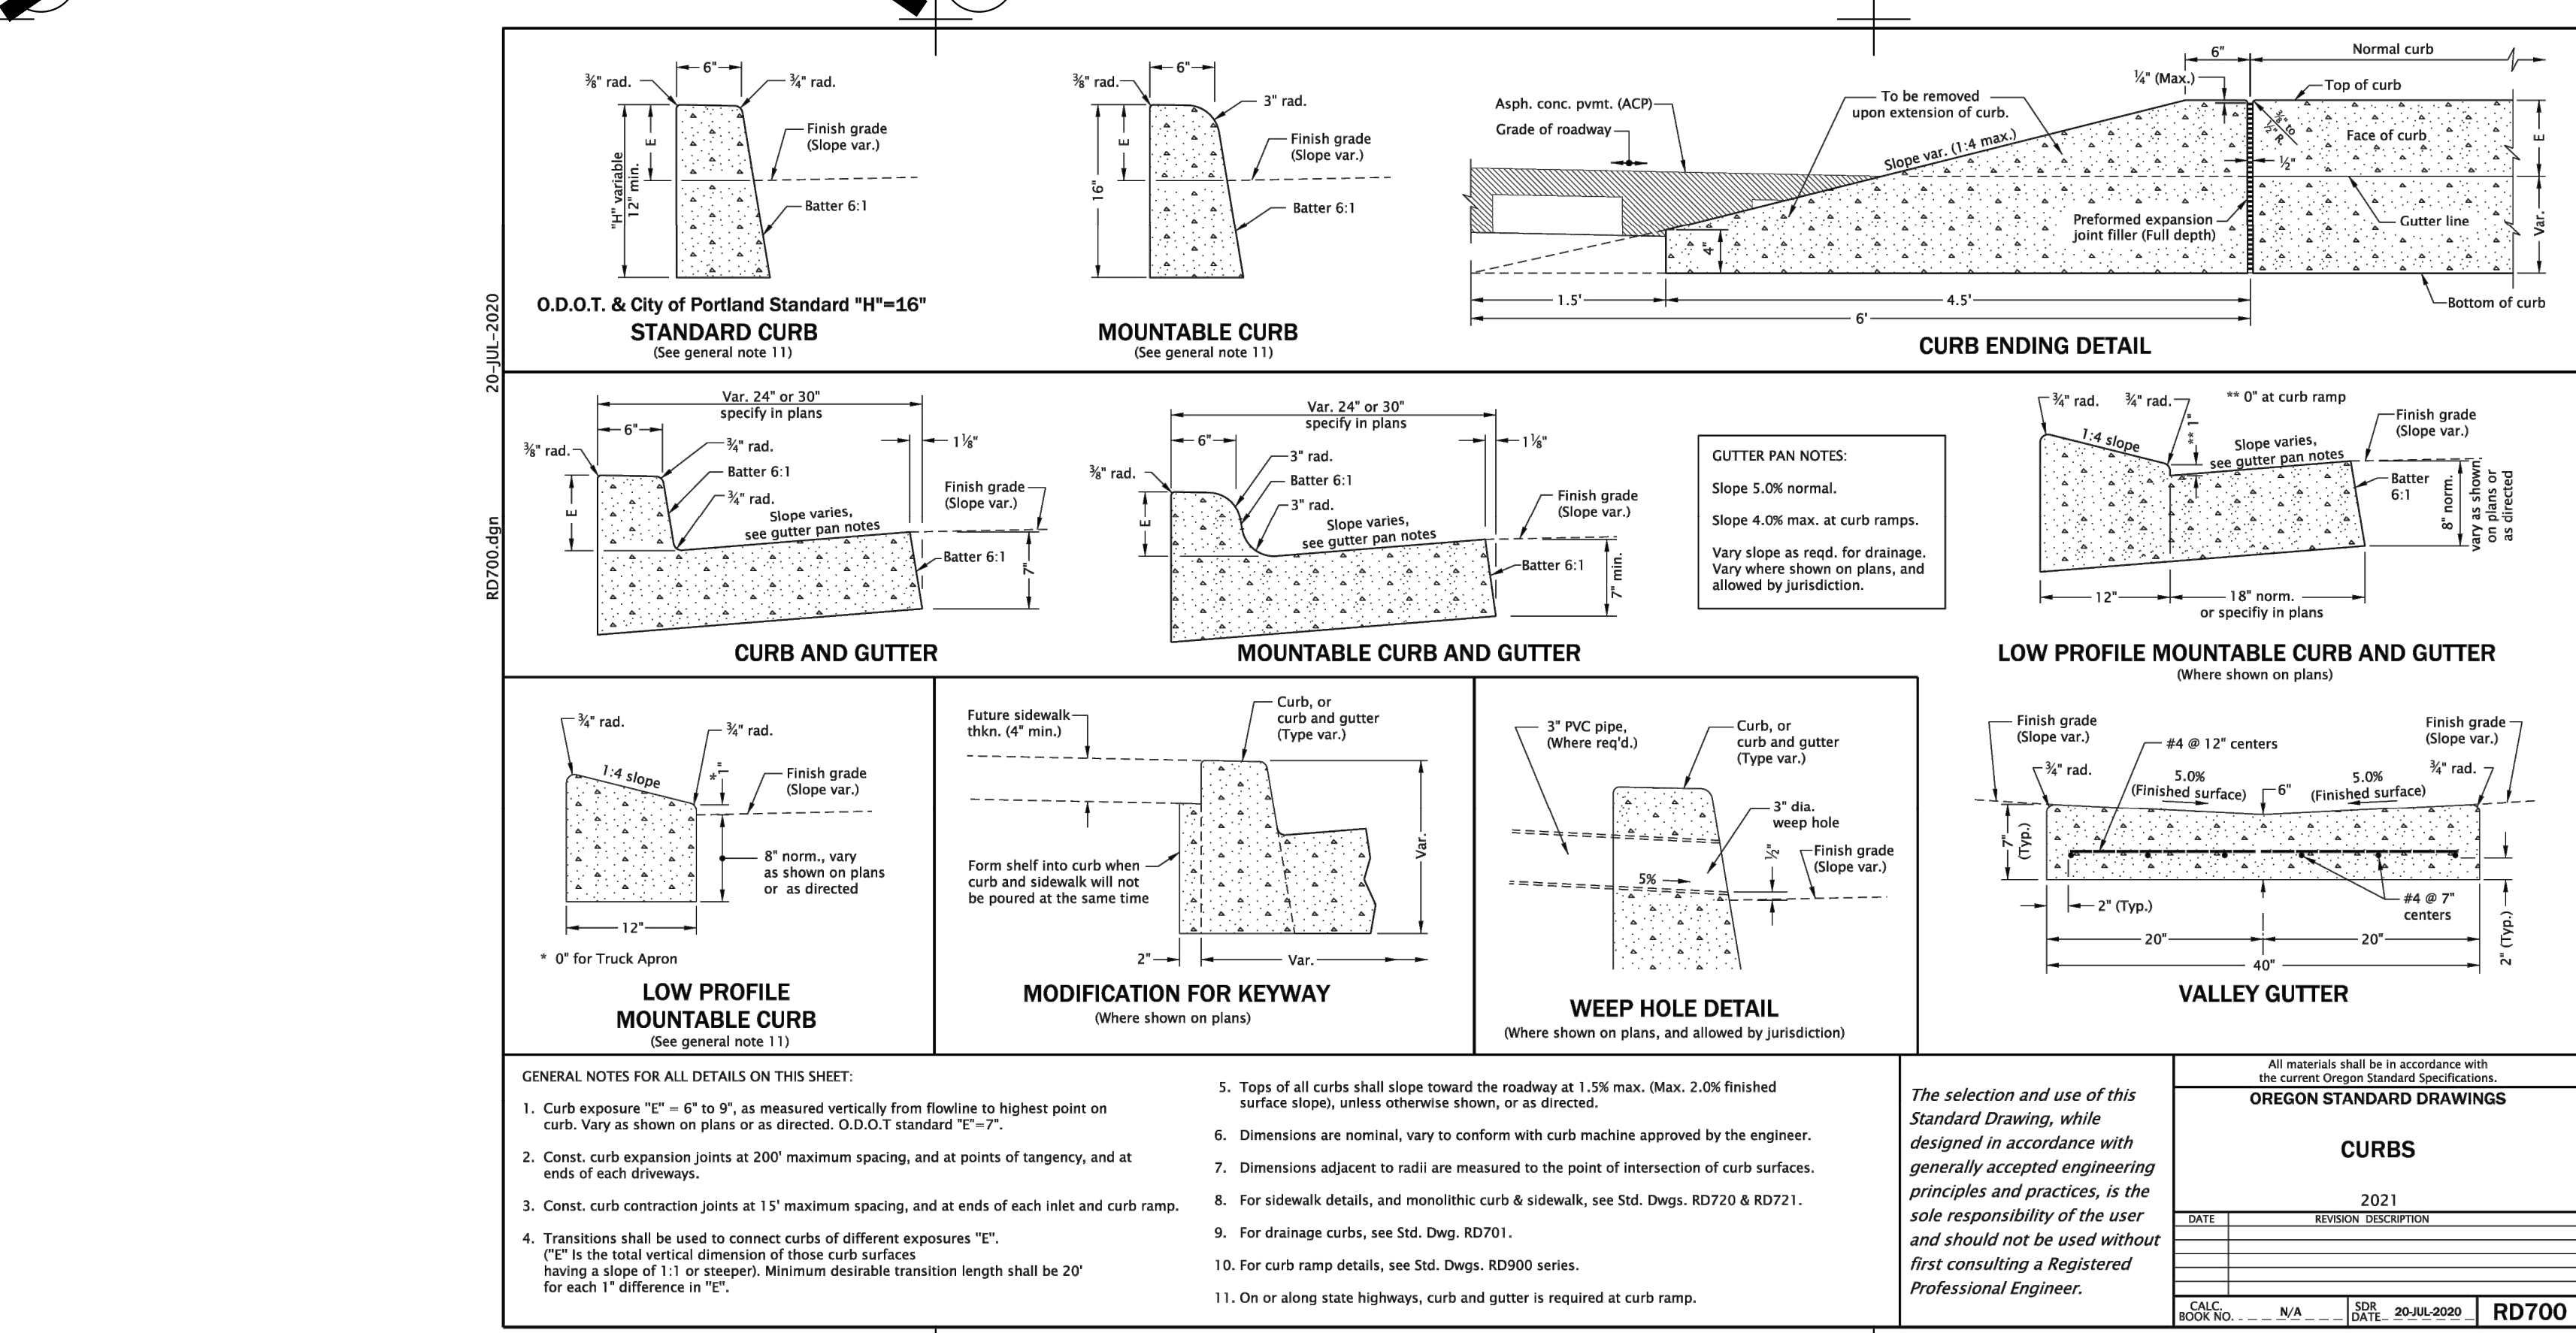 20-JUL-2020
RD700.dgn
6"
⅜" rad.
¾" rad.
Finish grade
(Slope var.)
E
"H" variable
12" min.
Batter 6:1
O.D.O.T. & City of Portland Standard "H"=16"
STANDARD CURB
(See general note 11)
6"
⅜" rad.
3" rad.
Finish grade
(Slope var.)
E
16"
Batter 6:1
MOUNTABLE CURB
(See general note 11)
6"
Normal curb
¼" (Max.)
Top of curb
Asph. conc. pvmt. (ACP)
To be removed
upon extension of curb.
Grade of roadway
Slope var. (1:4 max.)
⅜" to
½" R.
Face of curb
E
½"
Preformed expansion
joint filler (Full depth)
Gutter line
Var.
4"
1.5'
4.5'
6'
Bottom of curb
CURB ENDING DETAIL
Var. 24" or 30"
specify in plans
6"
1⅛"
⅜" rad.
¾" rad.
Batter 6:1
¾" rad.
E
Slope varies,
see gutter pan notes
Finish grade
(Slope var.)
Batter 6:1
7"
CURB AND GUTTER
Var. 24" or 30"
specify in plans
6"
1⅛"
⅜" rad.
3" rad.
Batter 6:1
3" rad.
E
Slope varies,
see gutter pan notes
Finish grade
(Slope var.)
Batter 6:1
7" min.
MOUNTABLE CURB AND GUTTER
GUTTER PAN NOTES:
Slope 5.0% normal.
Slope 4.0% max. at curb ramps.
Vary slope as reqd. for drainage.
Vary where shown on plans, and
allowed by jurisdiction.
¾" rad.
¾" rad.
** 0" at curb ramp
1:4 slope
** 1"
Slope varies,
see gutter pan notes
Finish grade
(Slope var.)
Batter
6:1
8" norm.
vary as shown
on plans or
as directed
12"
18" norm.
or specifiy in plans
LOW PROFILE MOUNTABLE CURB AND GUTTER
(Where shown on plans)
¾" rad.
¾" rad.
1:4 slope
* 1"
Finish grade
(Slope var.)
8" norm., vary
as shown on plans
or as directed
12"
* 0" for Truck Apron
LOW PROFILE
MOUNTABLE CURB
(See general note 11)
Future sidewalk
thkn. (4" min.)
Curb, or
curb and gutter
(Type var.)
Form shelf into curb when
curb and sidewalk will not
be poured at the same time
Var.
2"
Var.
MODIFICATION FOR KEYWAY
(Where shown on plans)
3" PVC pipe,
(Where req'd.)
Curb, or
curb and gutter
(Type var.)
3" dia.
weep hole
½"
Finish grade
(Slope var.)
5%
WEEP HOLE DETAIL
(Where shown on plans, and allowed by jurisdiction)
Finish grade
(Slope var.)
Finish grade
(Slope var.)
#4 @ 12" centers
¾" rad.
5.0%
(Finished surface)
6"
5.0%
(Finished surface)
¾" rad.
7"
(Typ.)
2" (Typ.)
#4 @ 7"
centers
2" (Typ.)
20"
20"
40"
VALLEY GUTTER
GENERAL NOTES FOR ALL DETAILS ON THIS SHEET:
1. Curb exposure "E" = 6" to 9", as measured vertically from flowline to highest point on
curb. Vary as shown on plans or as directed. O.D.O.T standard "E"=7".
2. Const. curb expansion joints at 200' maximum spacing, and at points of tangency, and at
ends of each driveways.
3. Const. curb contraction joints at 15' maximum spacing, and at ends of each inlet and curb ramp.
4. Transitions shall be used to connect curbs of different exposures "E".
("E" Is the total vertical dimension of those curb surfaces
having a slope of 1:1 or steeper). Minimum desirable transition length shall be 20'
for each 1" difference in "E".
5. Tops of all curbs shall slope toward the roadway at 1.5% max. (Max. 2.0% finished
surface slope), unless otherwise shown, or as directed.
6. Dimensions are nominal, vary to conform with curb machine approved by the engineer.
7. Dimensions adjacent to radii are measured to the point of intersection of curb surfaces.
8. For sidewalk details, and monolithic curb & sidewalk, see Std. Dwgs. RD720 & RD721.
9. For drainage curbs, see Std. Dwg. RD701.
10. For curb ramp details, see Std. Dwgs. RD900 series.
11. On or along state highways, curb and gutter is required at curb ramp.
The selection and use of this
Standard Drawing, while
designed in accordance with
generally accepted engineering
principles and practices, is the
sole responsibility of the user
and should not be used without
first consulting a Registered
Professional Engineer.
All materials shall be in accordance with
the current Oregon Standard Specifications.
OREGON STANDARD DRAWINGS
CURBS
2021
DATE REVISION DESCRIPTION
CALC.
BOOK NO. N/A
SDR
DATE 20-JUL-2020
RD700